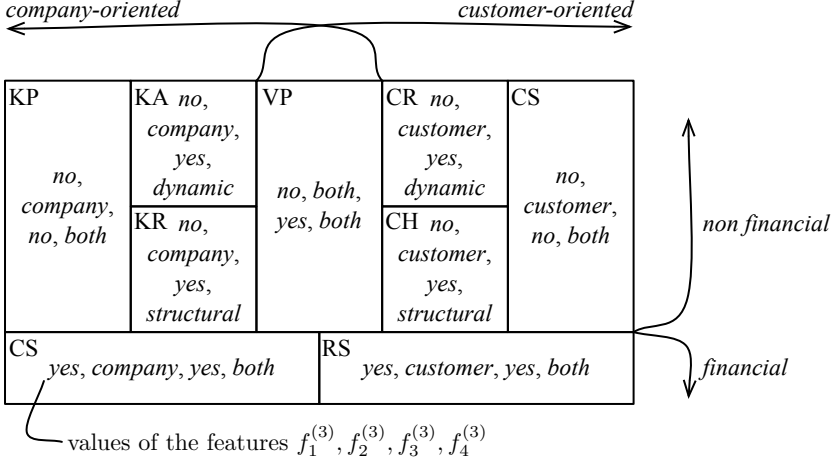 company-oriented customer-oriented
KP
no,
company,
no, both
KA no,
company,
yes,
dynamic
KR no,
company,
yes,
structural
VP
no, both,
yes, both
CR no,
customer,
yes,
dynamic
CH no,
customer,
yes,
structural
CS
no,
customer,
no, both
non financial
CS
yes, company, yes, both
RS
yes, customer, yes, both
financial
values of the features f_1^{(3)}, f_2^{(3)}, f_3^{(3)}, f_4^{(3)}